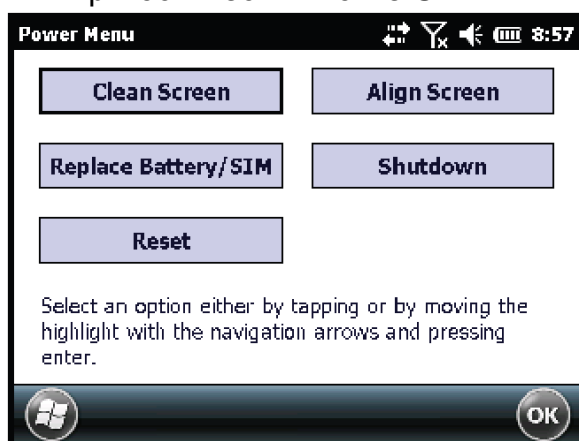 Power Menu 8:57
Clean Screen Align Screen
Replace Battery/SIM Shutdown
Reset
Select an option either by tapping or by moving the
highlight with the navigation arrows and pressing
enter.
OK